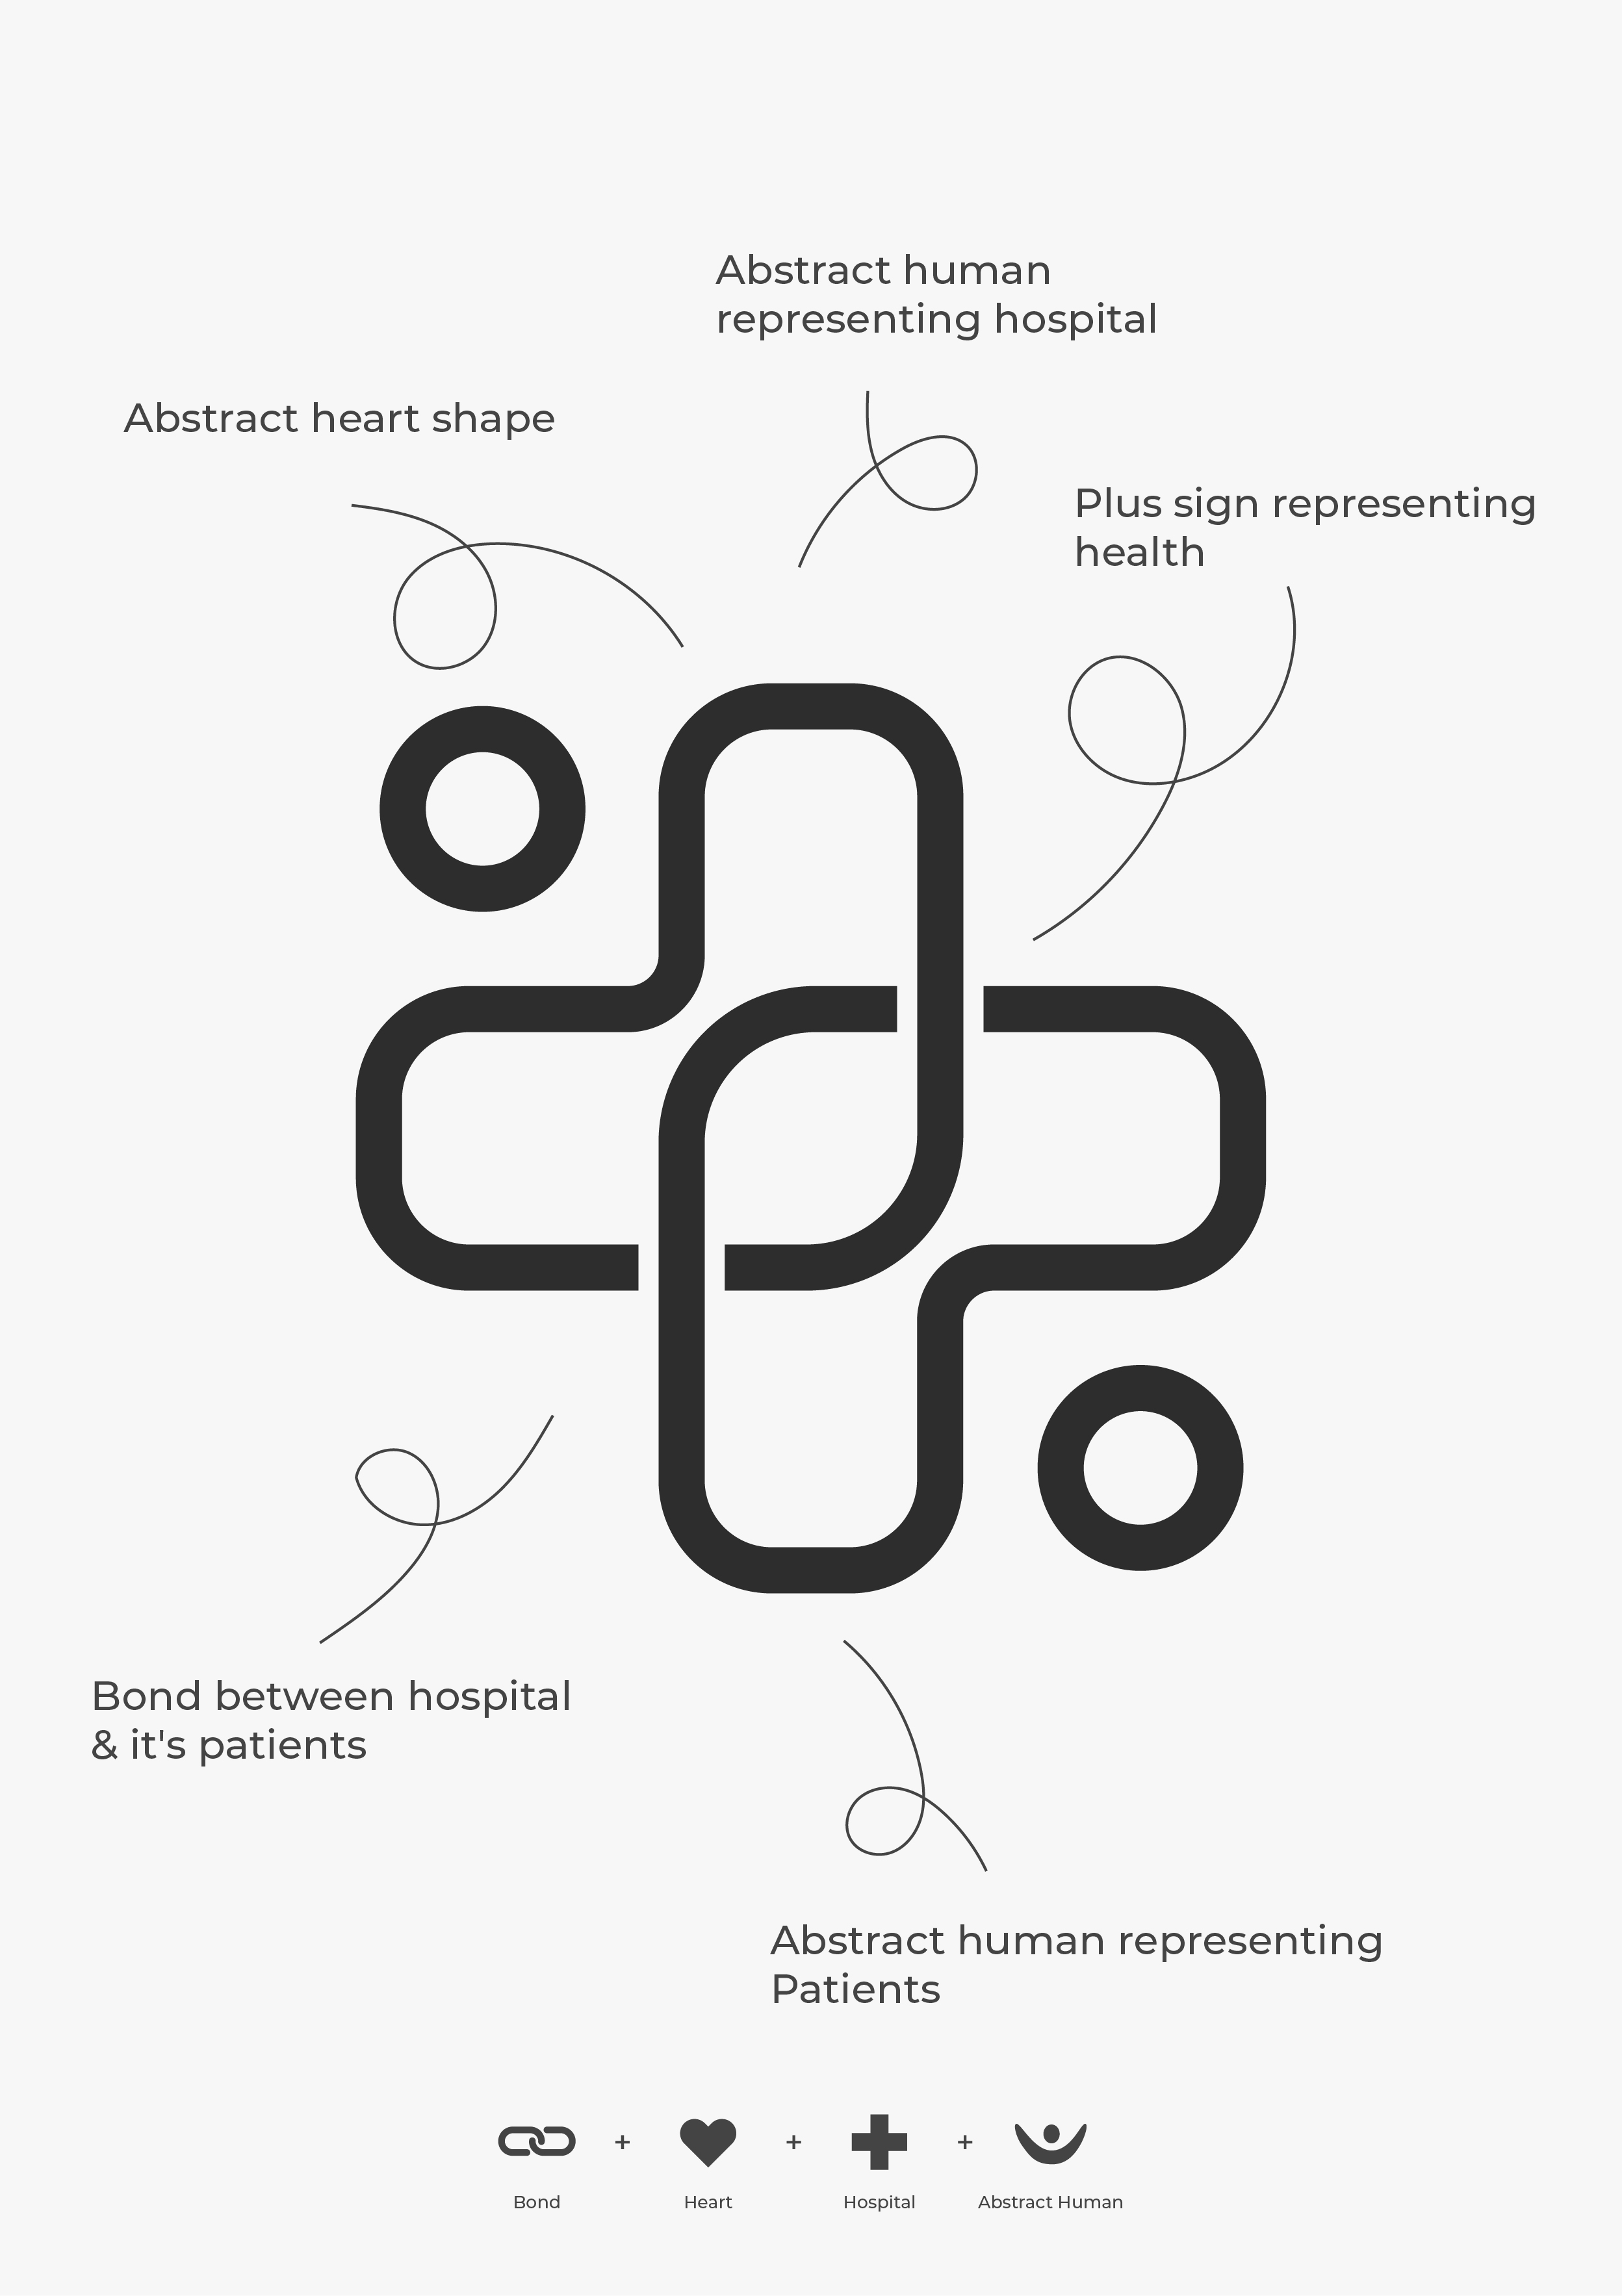 Abstract human
representing hospital
Abstract heart shape
Plus sign representing
health
Bond between hospital
& it's patients
Abstract human representing
Patients
+ + +
Bond Heart Hospital Abstract Human